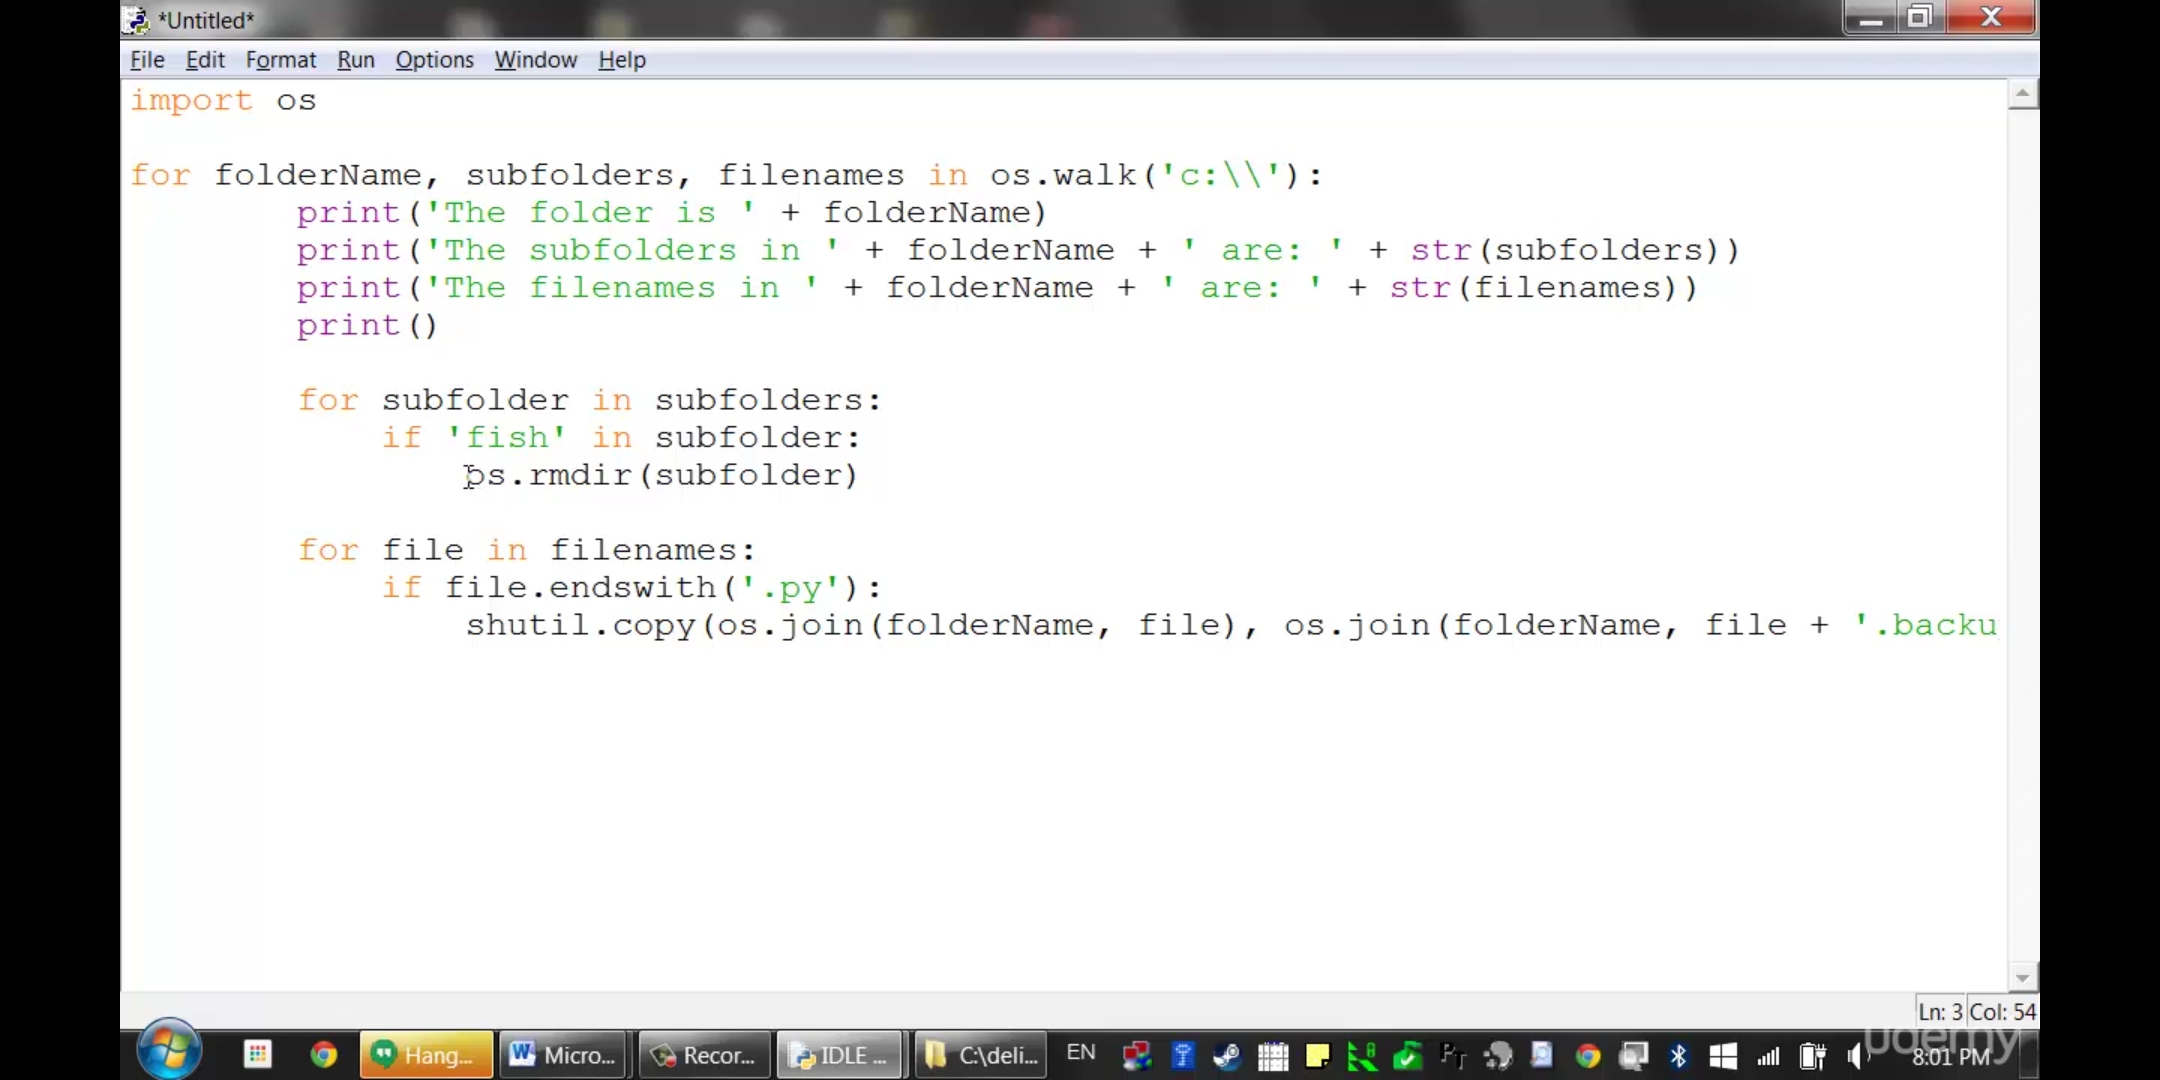 *Untitled*
File Edit Format Run Options Window Help
import os
for folderName, subfolders, filenames in os.walk('c:\\'):
print('The folder is ' + folderName)
print('The subfolders in ' + folderName + ' are: ' + str(subfolders))
print('The filenames in ' + folderName + ' are: ' + str(filenames))
print()
for subfolder in subfolders:
if 'fish' in subfolder:
os.rmdir(subfolder)
for file in filenames:
if file.endswith('.py'):
shutil.copy(os.join(folderName, file), os.join(folderName, file + '.backu
Ln: 3 Col: 54
Hang... Micro... Recor... IDLE ... C:\deli... EN 8:01 PM
udemy